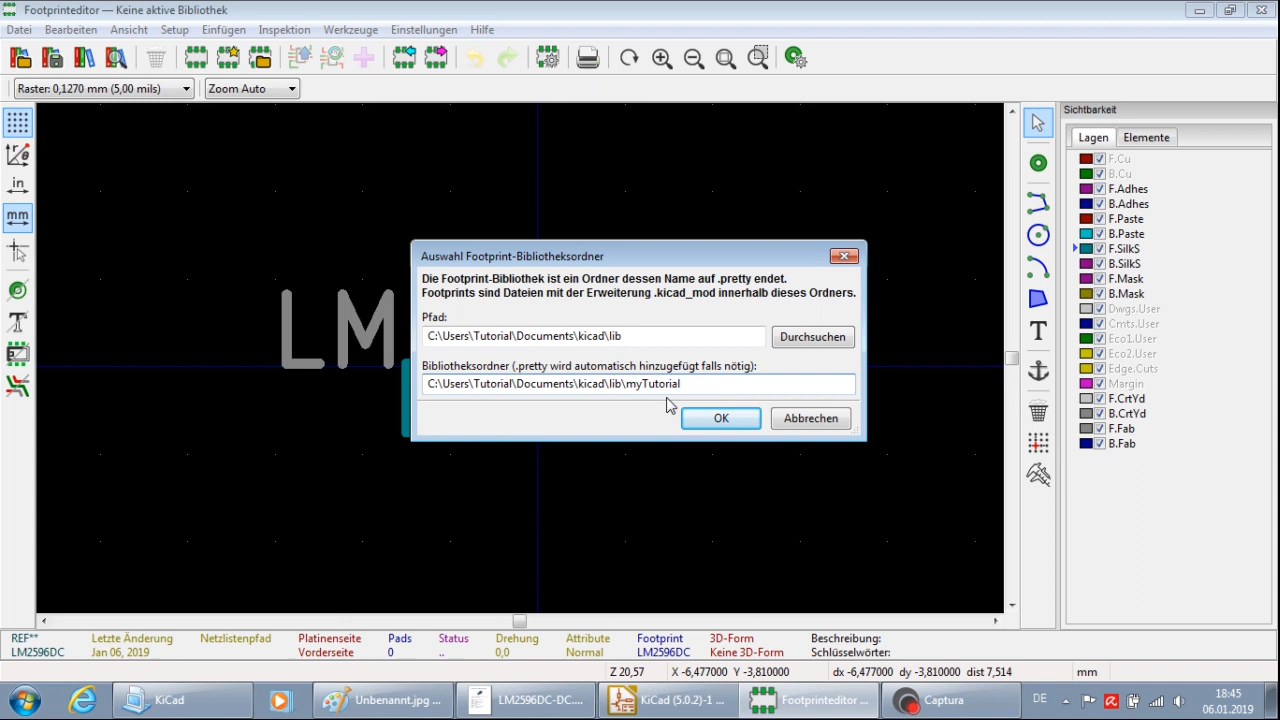 Footprinteditor — Keine aktive Bibliothek
Datei Bearbeiten Ansicht Setup Einfügen Inspektion Werkzeuge Einstellungen Hilfe
Raster: 0,1270 mm (5,00 mils) Zoom Auto
Sichtbarkeit
Lagen Elemente
F.Cu
B.Cu
F.Adhes
B.Adhes
F.Paste
B.Paste
F.SilkS
B.SilkS
F.Mask
B.Mask
Dwgs.User
Cmts.User
Eco1.User
Eco2.User
Edge.Cuts
Margin
F.CrtYd
B.CrtYd
F.Fab
B.Fab
in
mm
LM
Auswahl Footprint-Bibliotheksordner
Die Footprint-Bibliothek ist ein Ordner dessen Name auf .pretty endet.
Footprints sind Dateien mit der Erweiterung .kicad_mod innerhalb dieses Ordners.
Pfad:
C:\Users\Tutorial\Documents\kicad\lib Durchsuchen
Bibliotheksordner (.pretty wird automatisch hinzugefügt falls nötig):
C:\Users\Tutorial\Documents\kicad\lib\myTutorial
OK Abbrechen
REF** Letzte Änderung Netzlistenpfad Platinenseite Pads Status Drehung Attribute Footprint 3D-Form Beschreibung:
LM2596DC Jan 06, 2019 Vorderseite 0 .. 0,0 Normal LM2596DC Keine 3D-Form Schlüsselwörter:
Z 20,57 X -6,477000 Y -3,810000 dx -6,477000 dy -3,810000 dist 7,514 mm
KiCad Unbenannt.jpg ... LM2596DC-DC.... KiCad (5.0.2)-1 ... Footprinteditor ... Captura DE 18:45
06.01.2019